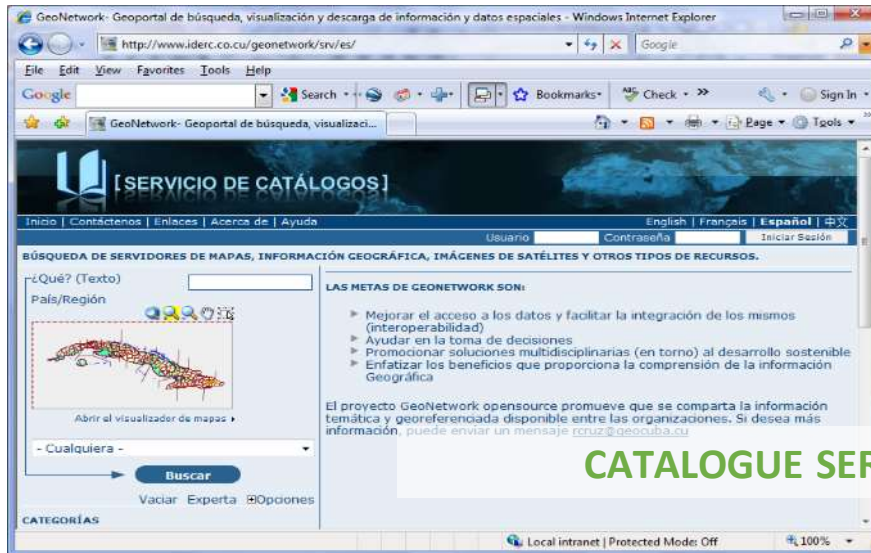 GeoNetwork- Geoportal de búsqueda, visualización y descarga de información y datos espaciales - Windows Internet Explorer
http://www.iderc.co.cu/geonetwork/srv/es/
Google
File Edit View Favorites Tools Help
Google Search Bookmarks Check Sign In
GeoNetwork- Geoportal de búsqueda, visualizaci... Page Tools
[SERVICIO DE CATÁLOGOS]
Inicio | Contáctenos | Enlaces | Acerca de | Ayuda English | Français | Español | 中文
Usuario Contraseña Iniciar Sesión
BÚSQUEDA DE SERVIDORES DE MAPAS, INFORMACIÓN GEOGRÁFICA, IMÁGENES DE SATÉLITES Y OTROS TIPOS DE RECURSOS.
¿Qué? (Texto)
País/Región
Abrir el visualizador de mapas
- Cualquiera -
Buscar
Vaciar Experta Opciones
CATEGORÍAS
LAS METAS DE GEONETWORK SON:
Mejorar el acceso a los datos y facilitar la integración de los mismos
(interoperabilidad)
Ayudar en la toma de decisiones
Promocionar soluciones multidisciplinarias (en torno) al desarrollo sostenible
Enfatizar los beneficios que proporciona la comprensión de la información
Geográfica
El proyecto GeoNetwork opensource promueve que se comparta la información
temática y georeferenciada disponible entre las organizaciones. Si desea más
información, puede enviar un mensaje rcruz@geocuba.cu
CATALOGUE SER
Local intranet | Protected Mode: Off 100%